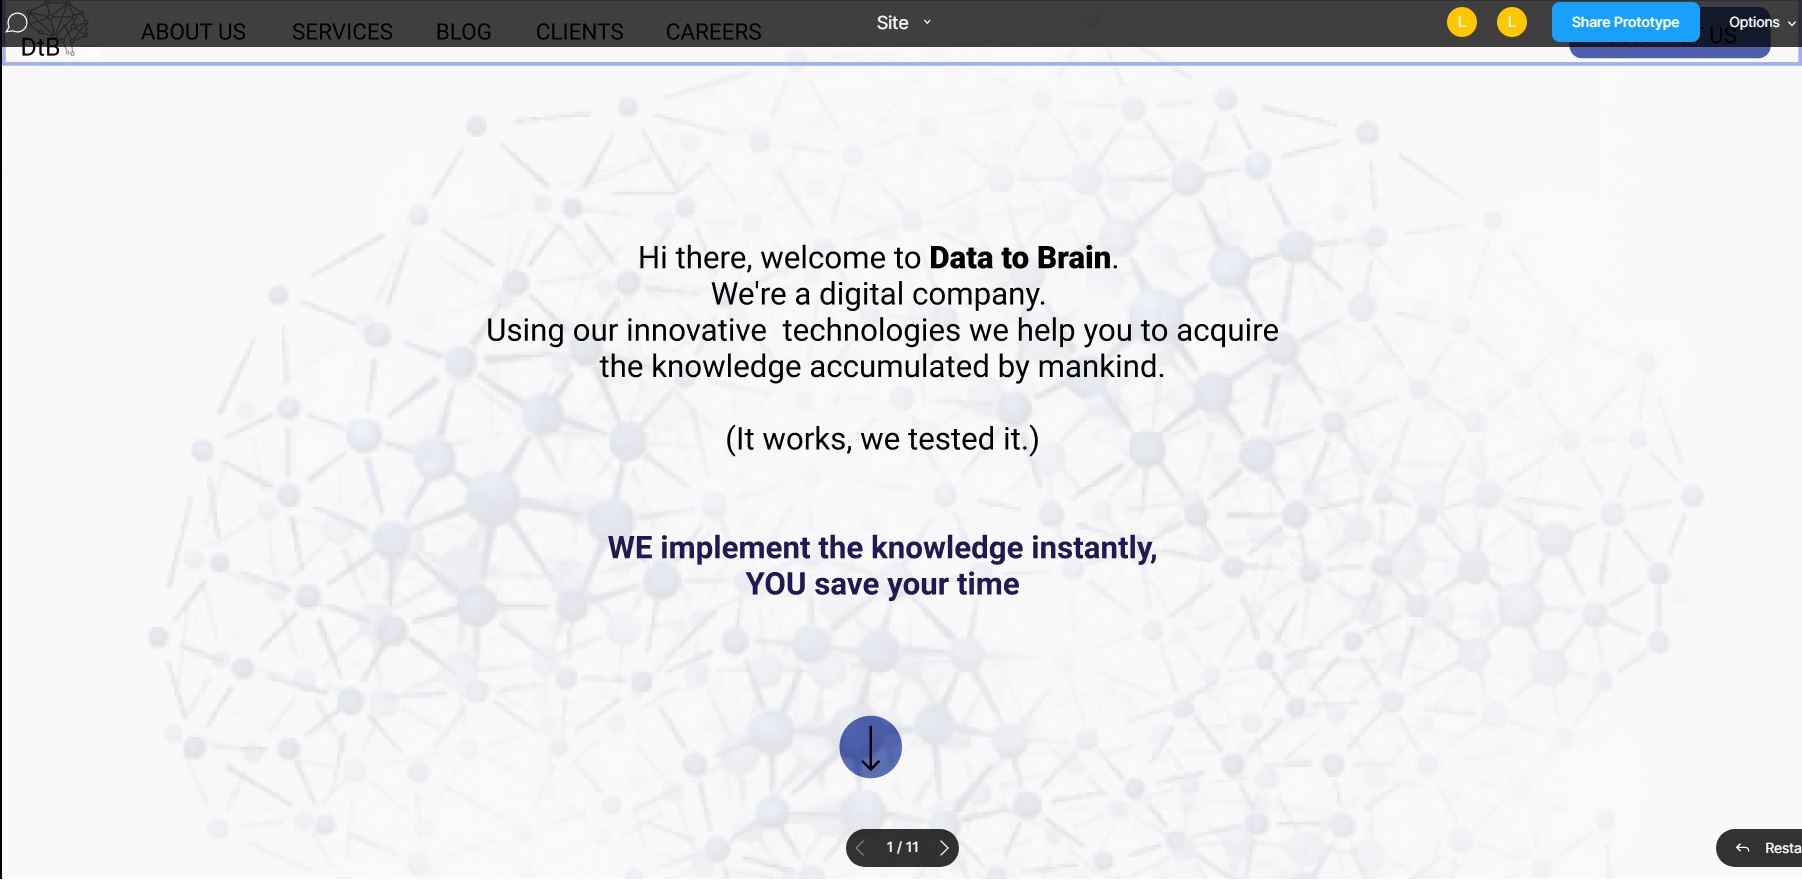 DtB
ABOUT US SERVICES BLOG CLIENTS CAREERS
Site
L L
Share Prototype
Options
US
Hi there, welcome to Data to Brain.
We're a digital company.
Using our innovative  technologies we help you to acquire
the knowledge accumulated by mankind.
(It works, we tested it.)
WE implement the knowledge instantly,
YOU save your time
1 / 11
Resta